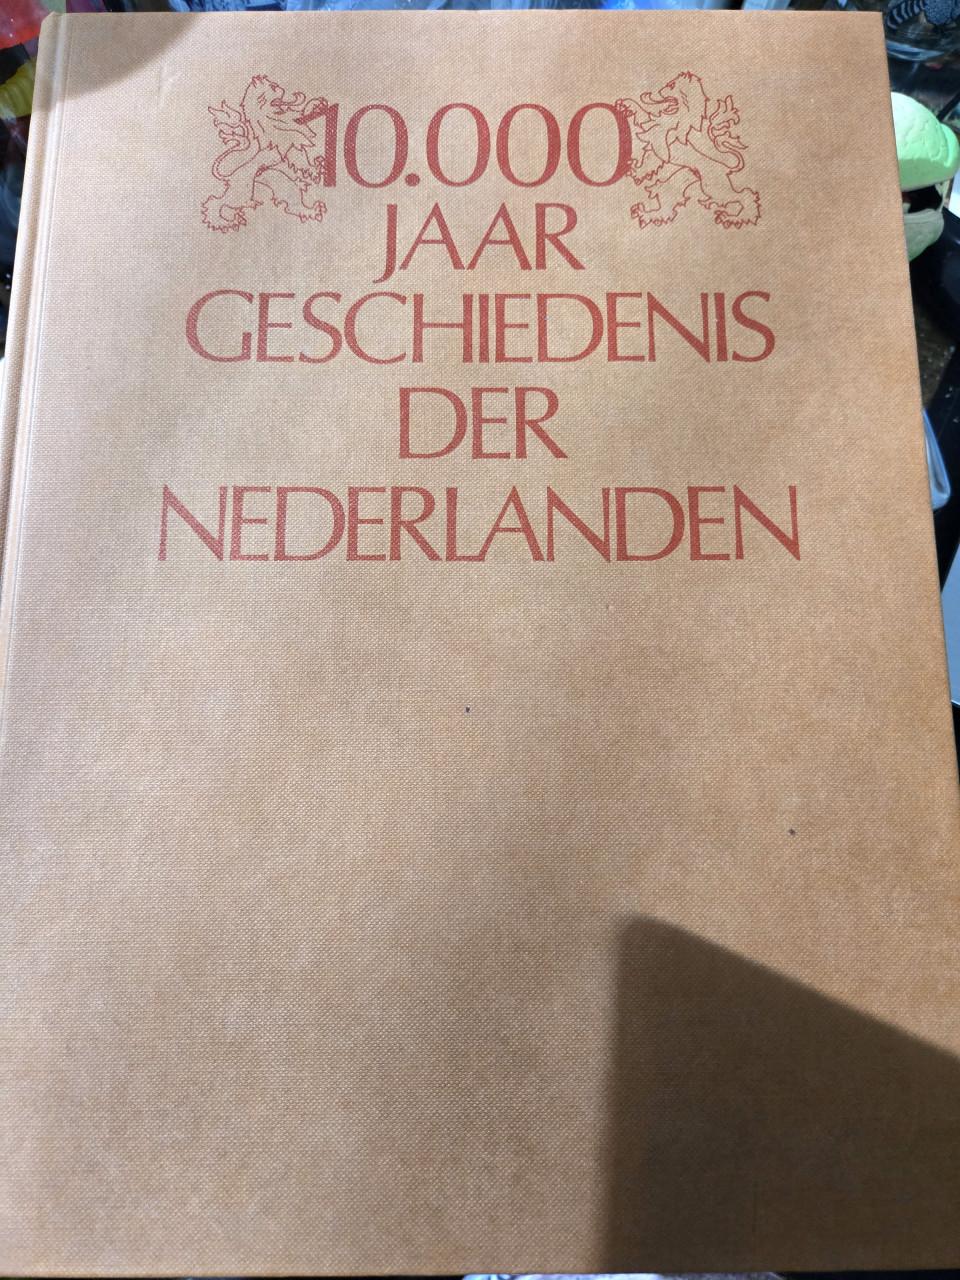 10.000
JAAR
GESCHIEDENIS
DER
NEDERLANDEN